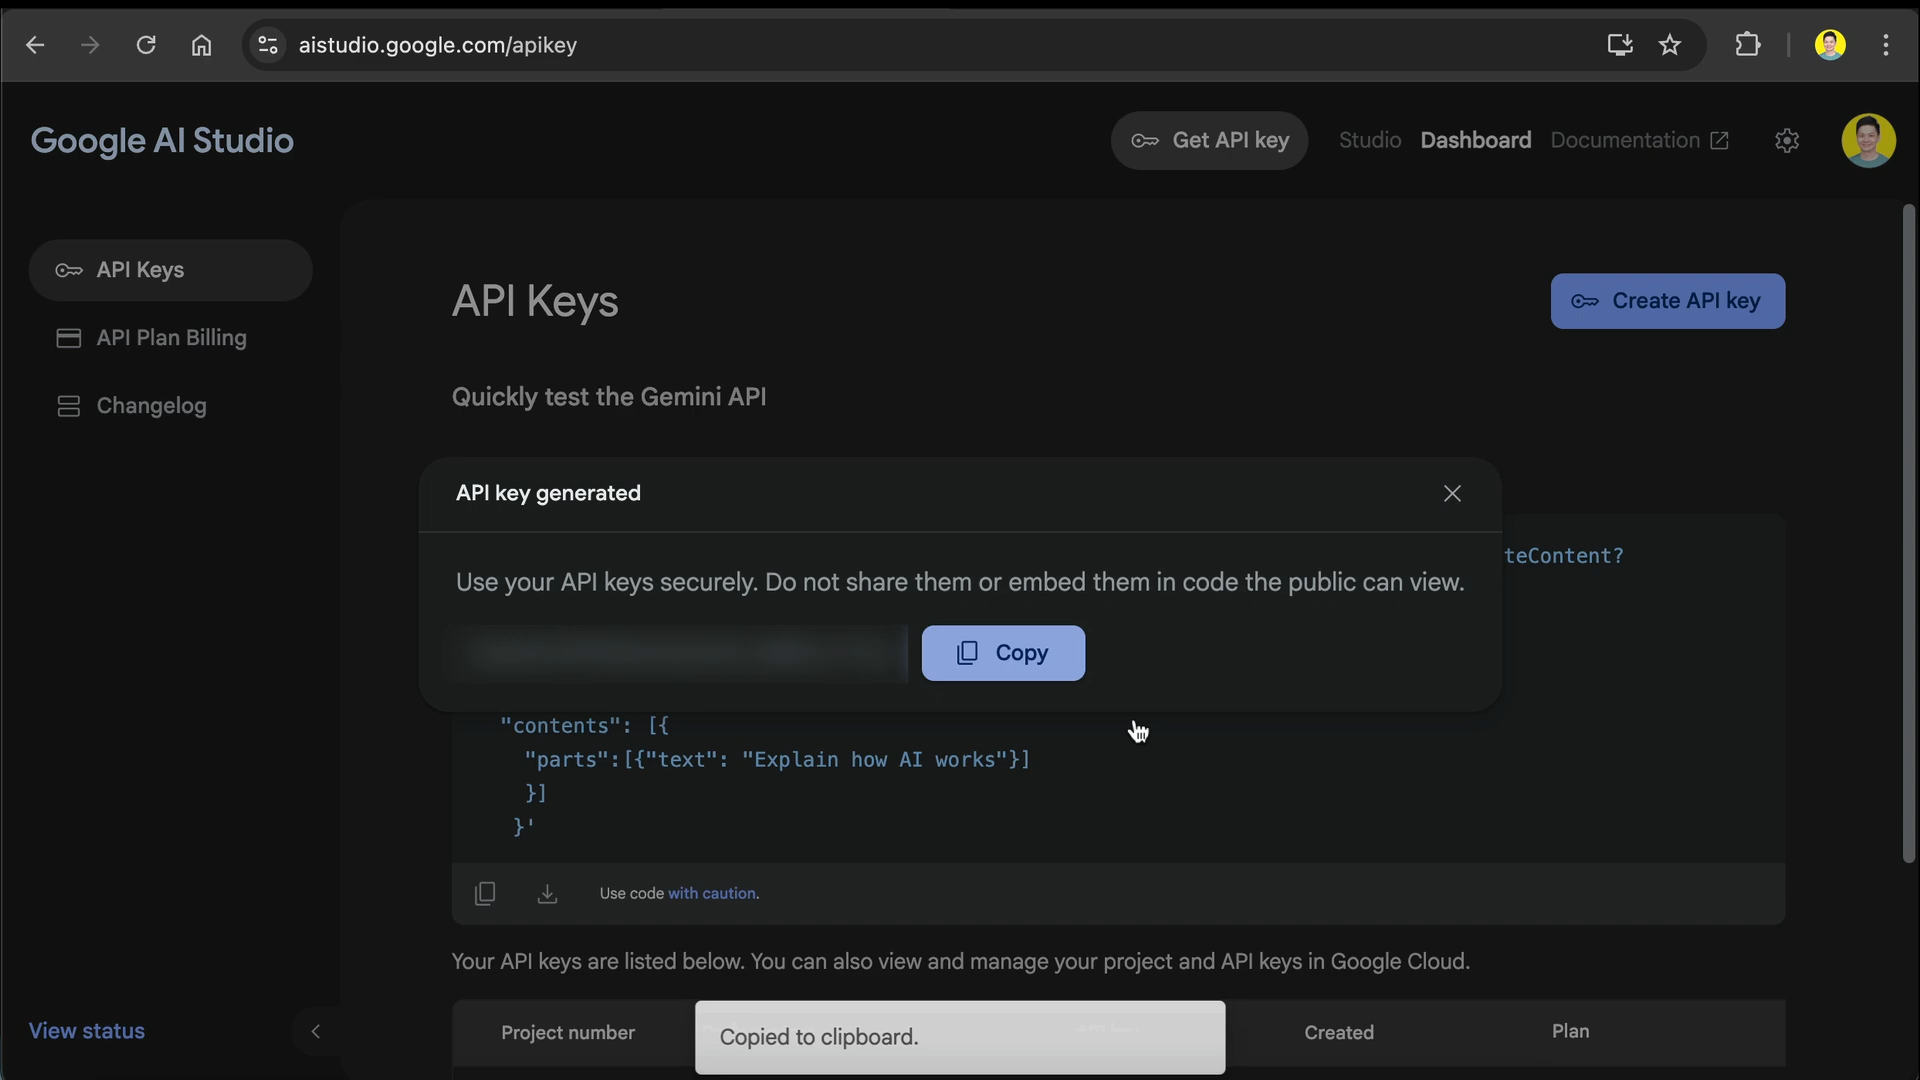 aistudio.google.com/apikey
Google AI Studio
Get API key
Studio
Dashboard
Documentation
API Keys
API Plan Billing
Changelog
API Keys
Create API key
Quickly test the Gemini API
API key generated
teContent?
Use your API keys securely. Do not share them or embed them in code the public can view.
Copy
"contents": [{
"parts":[{"text": "Explain how AI works"}]
}]
}'
Use code with caution.
Your API keys are listed below. You can also view and manage your project and API keys in Google Cloud.
View status
Project number
Created
Plan
Copied to clipboard.